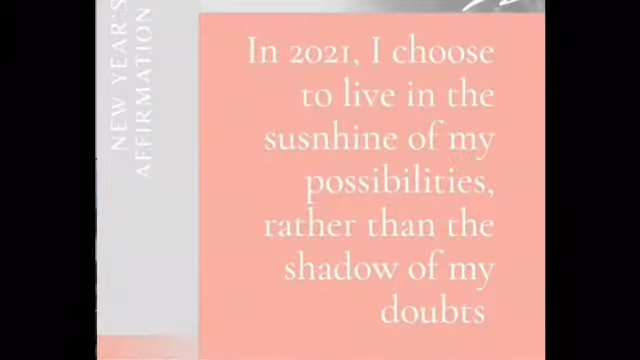 NEW YEAR'S
AFFIRMATION
In 2021, I choose
to live in the
susnhine of my
possibilities,
rather than the
shadow of my
doubts